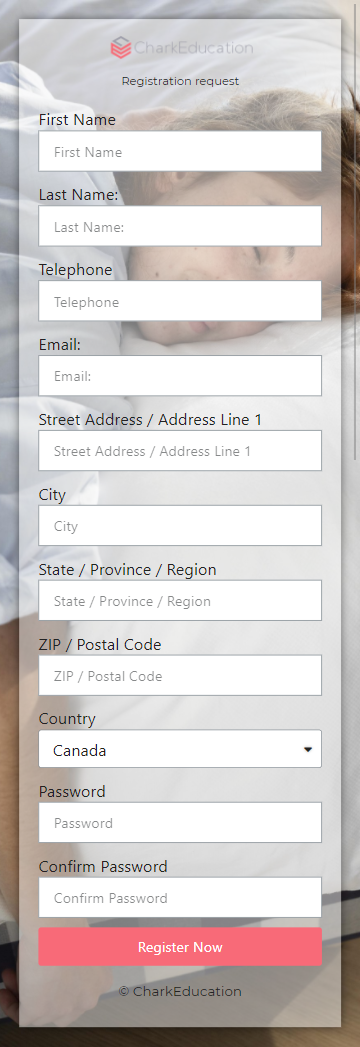 CharkEducation
Registration request
First Name
First Name
Last Name:
Last Name:
Telephone
Telephone
Email:
Email:
Street Address / Address Line 1
Street Address / Address Line 1
City
City
State / Province / Region
State / Province / Region
ZIP / Postal Code
ZIP / Postal Code
Country
Canada
Password
Password
Confirm Password
Confirm Password
Register Now
© CharkEducation